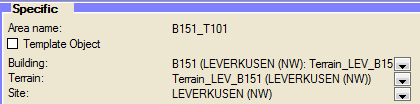 Specific
Area name: B151_T101
Template Object
Building: B151 (LEVERKUSEN (NW): Terrain_LEV_B15
Terrain: Terrain_LEV_B151 (LEVERKUSEN (NW))
Site: LEVERKUSEN (NW)